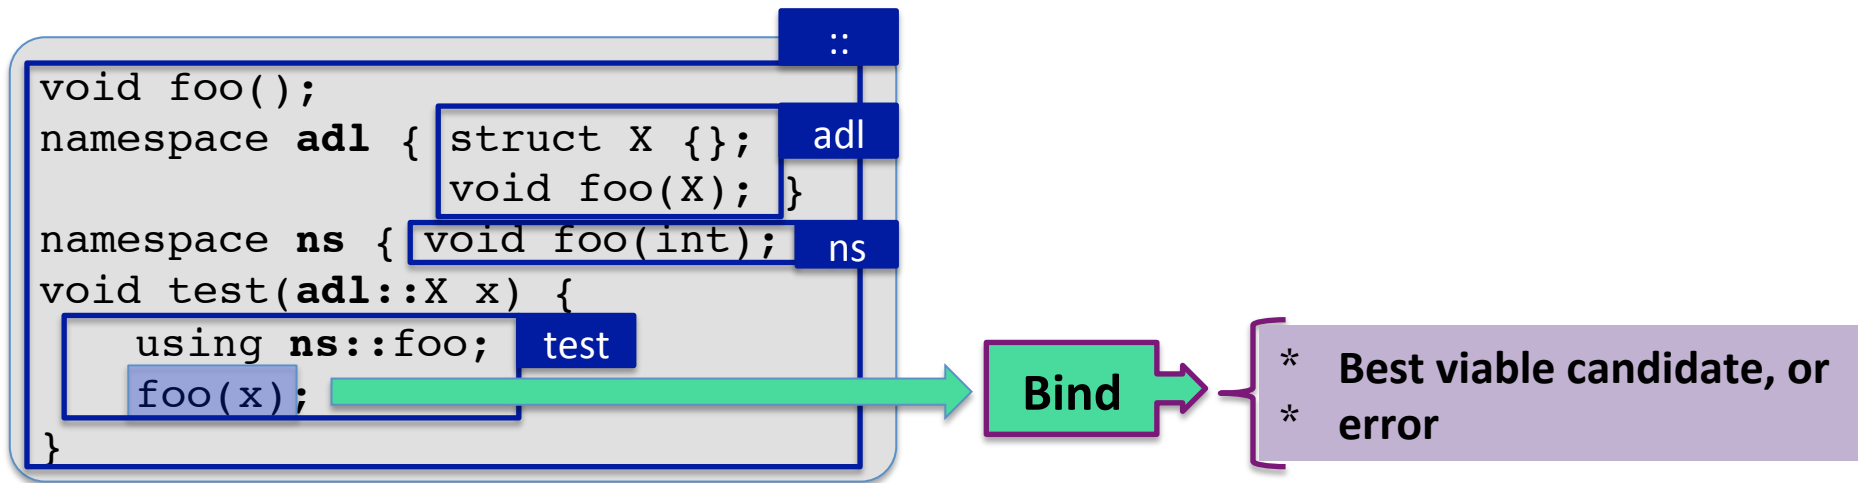 ::
void foo();
namespace adl { struct X {}; adl
void foo(X); }
namespace ns { void foo(int); ns
void test(adl::X x) {
using ns::foo; test
foo(x);
}
Bind
* Best viable candidate, or
* error